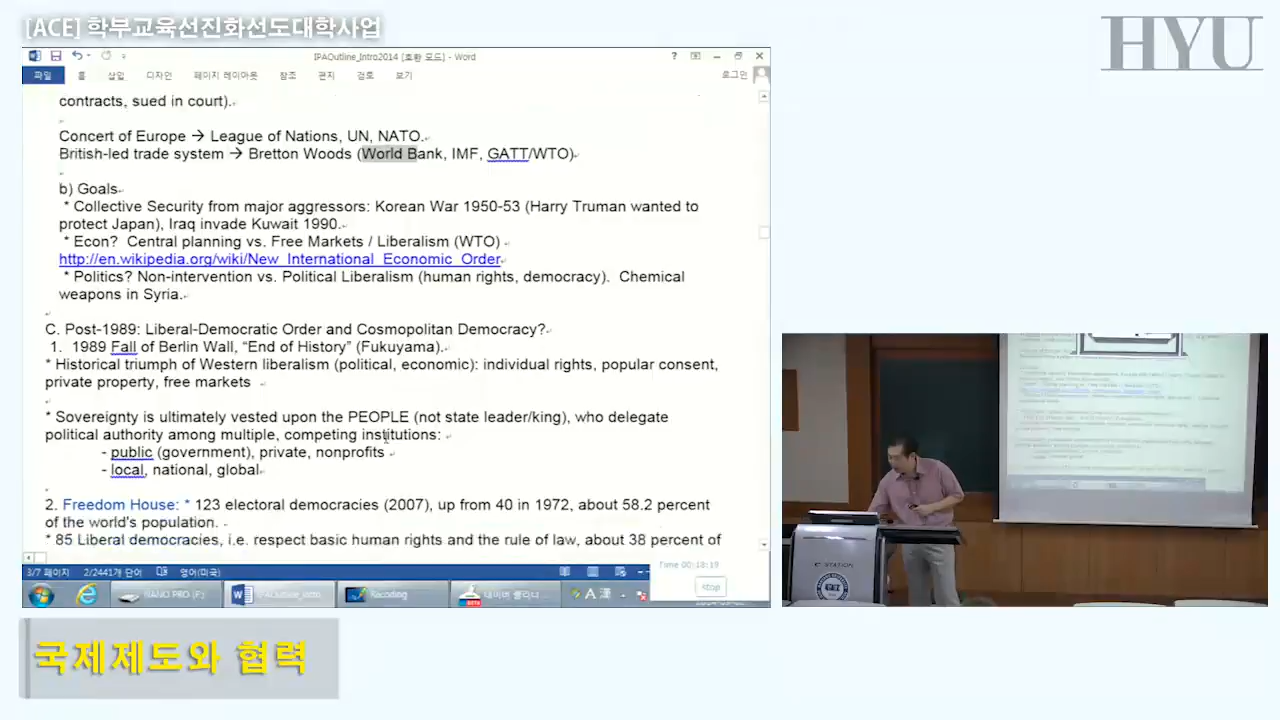 [ACE] 학부교육선진화선도대학사업
HYU
IPAOutline_Intro2014 [호환 모드] - Word
파일 홈 삽입 디자인 페이지 레이아웃 참조 편지 검토 보기
로그인
contracts, sued in court).
Concert of Europe → League of Nations, UN, NATO.
British-led trade system → Bretton Woods (World Bank, IMF, GATT/WTO)
b) Goals
* Collective Security from major aggressors: Korean War 1950-53 (Harry Truman wanted to
protect Japan), Iraq invade Kuwait 1990.
* Econ? Central planning vs. Free Markets / Liberalism (WTO)
http://en.wikipedia.org/wiki/New_International_Economic_Order
* Politics? Non-intervention vs. Political Liberalism (human rights, democracy). Chemical
weapons in Syria.
C. Post-1989: Liberal-Democratic Order and Cosmopolitan Democracy?
1. 1989 Fall of Berlin Wall, “End of History” (Fukuyama).
* Historical triumph of Western liberalism (political, economic): individual rights, popular consent,
private property, free markets
* Sovereignty is ultimately vested upon the PEOPLE (not state leader/king), who delegate
political authority among multiple, competing institutions:
- public (government), private, nonprofits
- local, national, global
2. Freedom House: * 123 electoral democracies (2007), up from 40 in 1972, about 58.2 percent
of the world's population.
* 85 Liberal democracies, i.e. respect basic human rights and the rule of law, about 38 percent of
3/7 페이지 2/2441개 단어 영어(미국)
Time 00:18:19
stop
NANO PRO (F:) IPAOutline_Intro Recoding 네이버 클리너 A 漢
국제제도와 협력